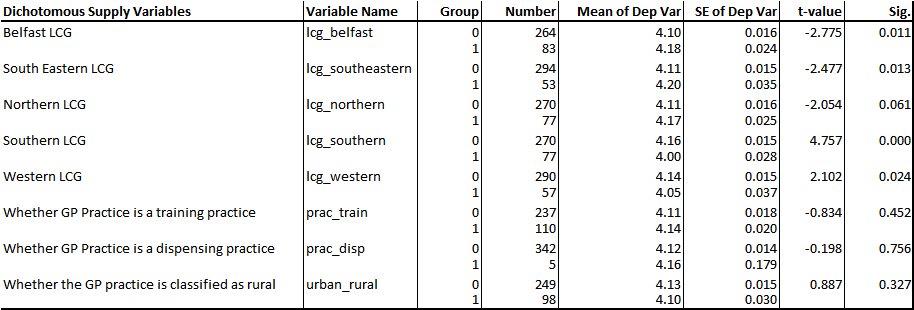 Dichotomous Supply Variables Variable Name Group Number Mean of Dep Var SE of Dep Var t-value Sig.
Belfast LCG lcg_belfast 0 264 4.10 0.016 -2.775 0.011
1 83 4.18 0.024
South Eastern LCG lcg_southeastern 0 294 4.11 0.015 -2.477 0.013
1 53 4.20 0.035
Northern LCG lcg_northern 0 270 4.11 0.016 -2.054 0.061
1 77 4.17 0.025
Southern LCG lcg_southern 0 270 4.16 0.015 4.757 0.000
1 77 4.00 0.028
Western LCG lcg_western 0 290 4.14 0.015 2.102 0.024
1 57 4.05 0.037
Whether GP Practice is a training practice prac_train 0 237 4.11 0.018 -0.834 0.452
1 110 4.14 0.020
Whether GP Practice is a dispensing practice prac_disp 0 342 4.12 0.014 -0.198 0.756
1 5 4.16 0.179
Whether the GP practice is classified as rural urban_rural 0 249 4.13 0.015 0.887 0.327
1 98 4.10 0.030